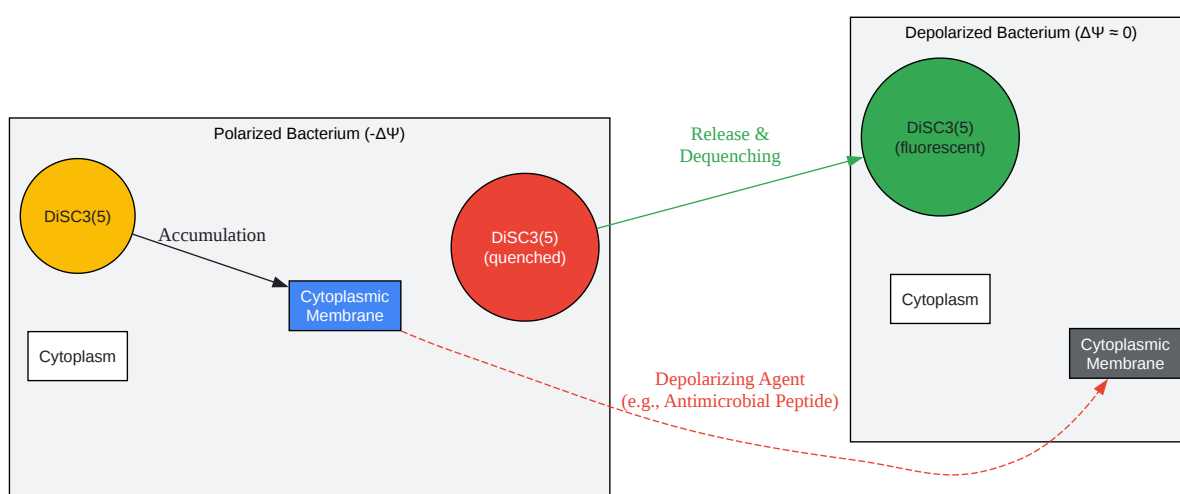 Depolarized Bacterium (ΔΨ ≈ 0)
DiSC3(5)
(fluorescent)
Polarized Bacterium (-ΔΨ)
Release &
Dequenching
DiSC3(5)
Accumulation
DiSC3(5)
(quenched)
Cytoplasmic
Membrane
Cytoplasm
Cytoplasm
Cytoplasmic
Membrane
Depolarizing Agent
(e.g., Antimicrobial Peptide)